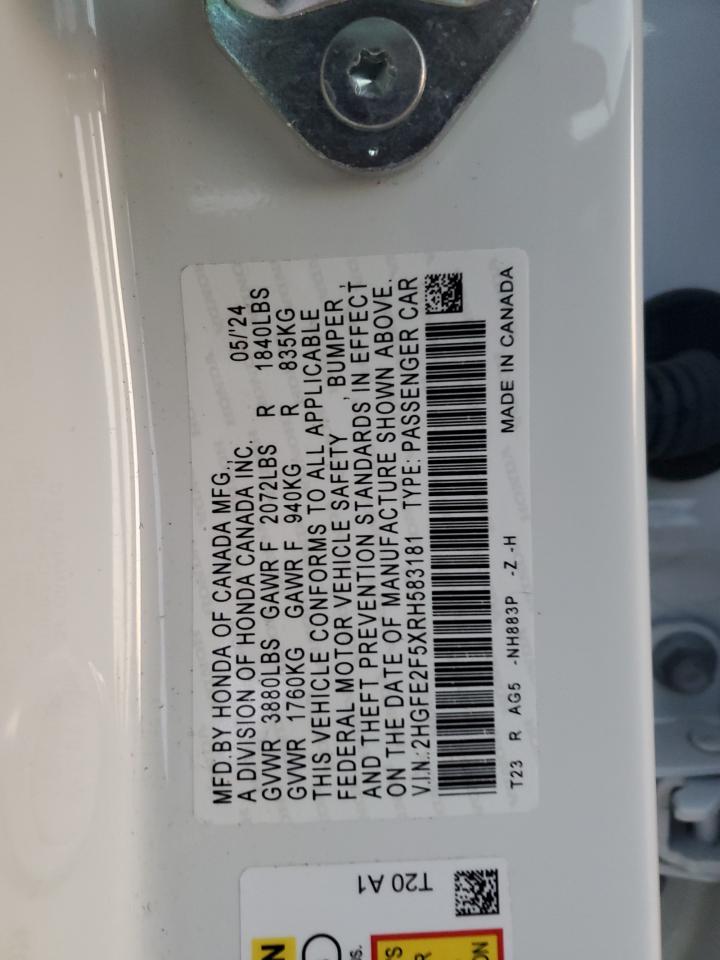 MFD.BY HONDA OF CANADA MFG.,
A DIVISION OF HONDA CANADA INC. 05/'24
GVWR 3880LBS GAWR F 2072LBS R 1840LBS
GVWR 1760KG GAWR F 940KG R 835KG
THIS VEHICLE CONFORMS TO ALL APPLICABLE
FEDERAL MOTOR VEHICLE SAFETY , BUMPER ,
AND THEFT PREVENTION STANDARDS IN EFFECT
ON THE DATE OF MANUFACTURE SHOWN ABOVE.
V.I.N.: 2HGFE2F5XRH583181 TYPE: PASSENGER CAR
T23 R AG5 -NH883P -Z -H MADE IN CANADA
T20 A1